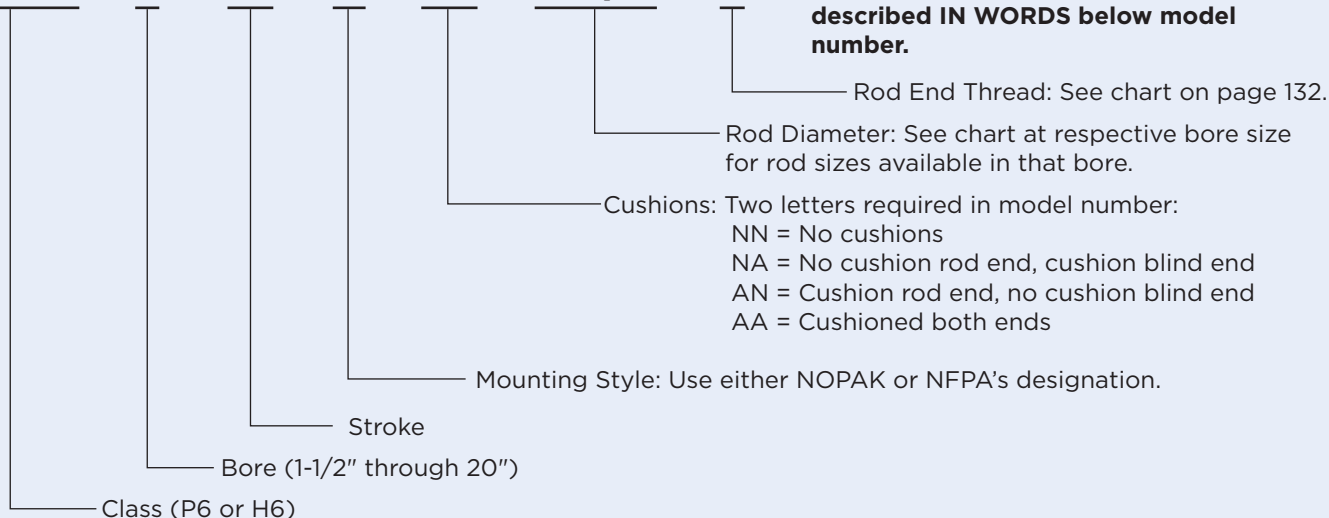 described IN WORDS below model
number.
Rod End Thread: See chart on page 132.
Rod Diameter: See chart at respective bore size
for rod sizes available in that bore.
Cushions: Two letters required in model number:
NN = No cushions
NA = No cushion rod end, cushion blind end
AN = Cushion rod end, no cushion blind end
AA = Cushioned both ends
Mounting Style: Use either NOPAK or NFPA's designation.
Stroke
Bore (1-1/2" through 20")
Class (P6 or H6)